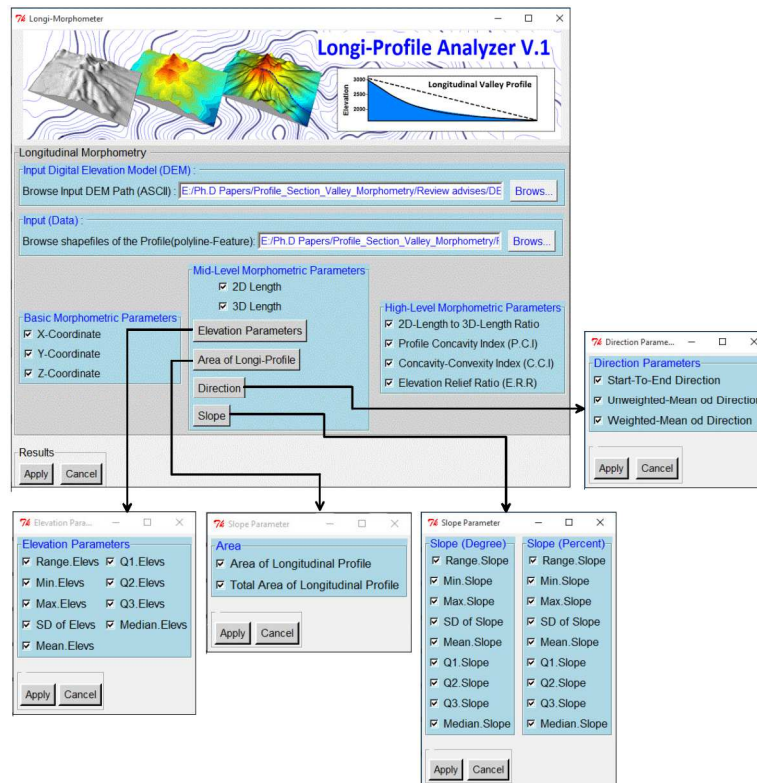 Longi-Morphometer
Longi-Profile Analyzer V.1
Longitudinal Valley Profile
Elevation
3000
2500
2000
Longitudinal Morphometry
Input Digital Elevation Model (DEM) :
Browse Input DEM Path (ASCII) : E:/Ph.D Papers/Profile_Section_Valley_Morphometry/Review advises/DE Brows...
Input (Data) :
Browse shapefiles of the Profile(polyline-Feature): E:/Ph.D Papers/Profile_Section_Valley_Morphometry/F Brows...
Basic Morphometric Parameters
X-Coordinate
Y-Coordinate
Z-Coordinate
Mid-Level Morphometric Parameters
2D Length
3D Length
Elevation Parameters
Area of Longi-Profile
Direction
Slope
High-Level Morphometric Parameters
2D-Length to 3D-Length Ratio
Profile Concavity Index (P.C.I)
Concavity-Convexity Index (C.C.I)
Elevation Relief Ratio (E.R.R)
Results
Apply Cancel
Direction Parame...
Direction Parameters
Start-To-End Direction
Unweighted-Mean od Direction
Weighted-Mean od Direction
Apply Cancel
Elevation Para...
Elevation Parameters
Range.Elevs Q1.Elevs
Min.Elevs Q2.Elevs
Max.Elevs Q3.Elevs
SD of Elevs Median.Elevs
Mean.Elevs
Apply Cancel
Slope Parameter
Area
Area of Longitudinal Profile
Total Area of Longitudinal Profile
Apply Cancel
Slope Parameter
Slope (Degree) Slope (Percent)
Range.Slope Range.Slope
Min.Slope Min.Slope
Max.Slope Max.Slope
SD of Slope SD of Slope
Mean.Slope Mean.Slope
Q1.Slope Q1.Slope
Q2.Slope Q2.Slope
Q3.Slope Q3.Slope
Median.Slope Median.Slope
Apply Cancel